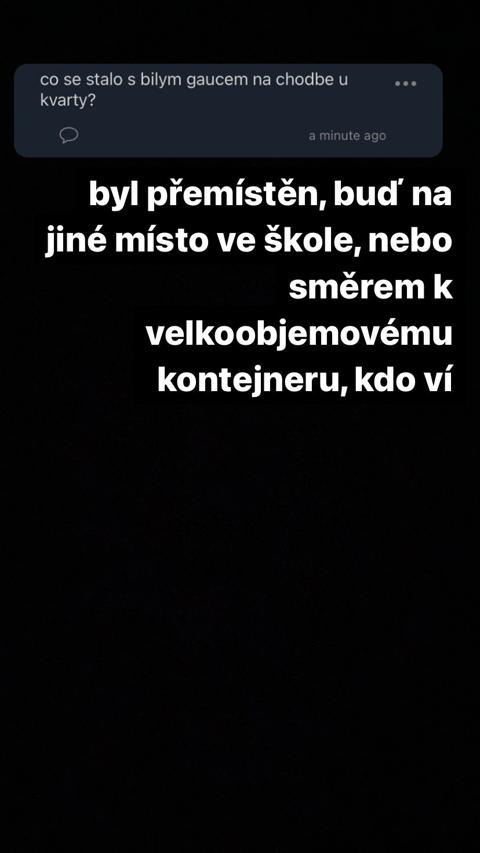 co se stalo s bilym gaucem na chodbe u
kvarty?
a minute ago
byl přemístěn, buď na
jiné místo ve škole, nebo
směrem k
velkoobjemovému
kontejneru, kdo ví